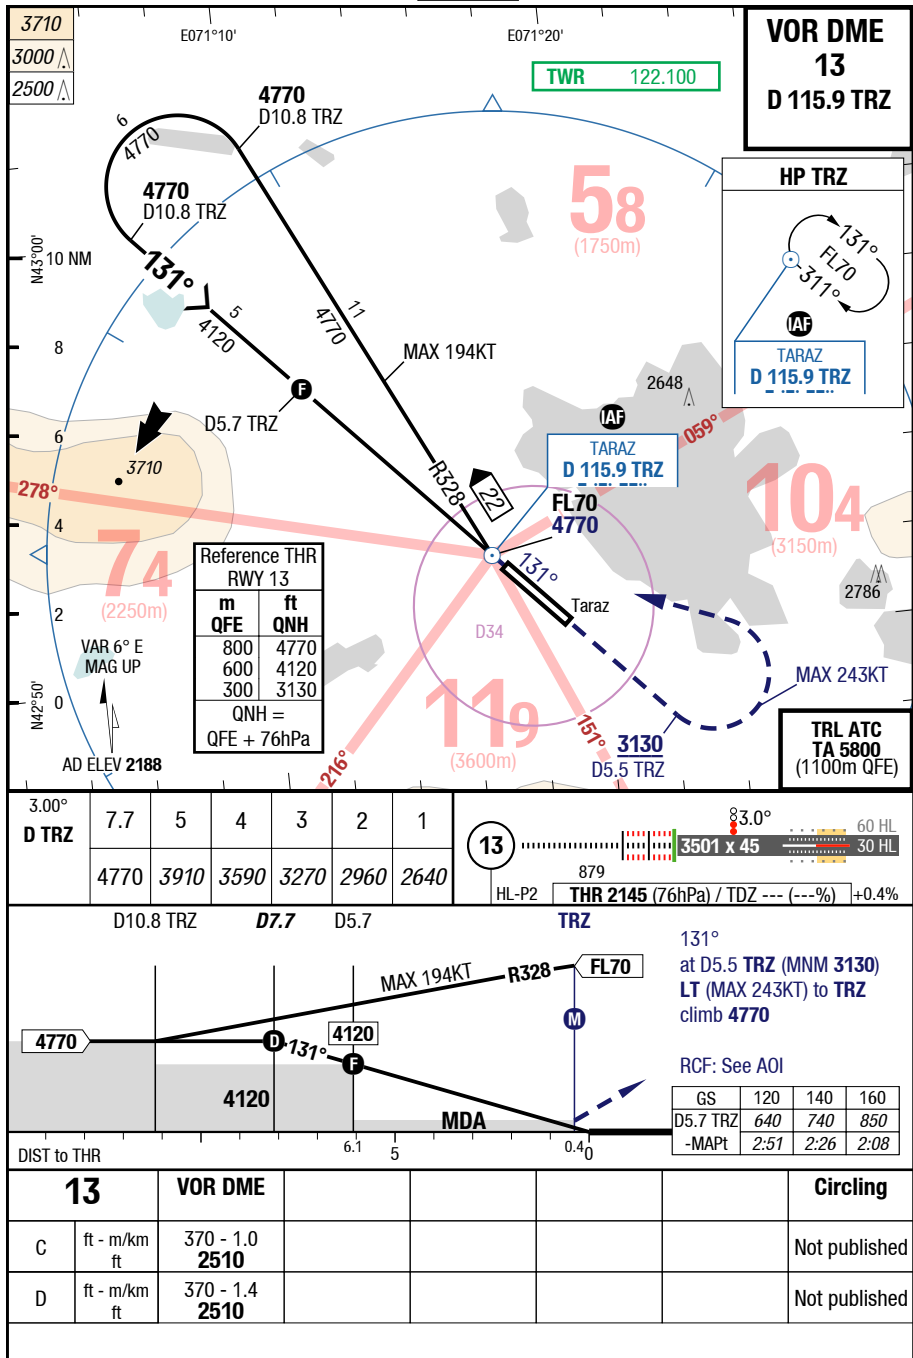 3710
3000
2500
E071°10'
E071°20'
TWR 122.100
VOR DME
13
D 115.9 TRZ
HP TRZ
131°
FL70
311°
IAF
TARAZ
D 115.9 TRZ
4770
D10.8 TRZ
6
4770
4770
D10.8 TRZ
131°
5
4120
11
4770
MAX 194KT
F
D5.7 TRZ
N43°00'
10 NM
8
6
4
2
0
N42°50'
58
(1750m)
2648
IAF
059°
TARAZ
D 115.9 TRZ
FL70
4770
R328
22
131°
Taraz
D34
104
(3150m)
2786
3710
278°
74
(2250m)
VAR 6° E
MAG UP
AD ELEV 2188
Reference THR
RWY 13
m ft
QFE QNH
800 4770
600 4120
300 3130
QNH =
QFE + 76hPa
216°
119
(3600m)
151°
3130
D5.5 TRZ
MAX 243KT
TRL ATC
TA 5800
(1100m QFE)
3.00°
D TRZ
7.7 5 4 3 2 1
4770 3910 3590 3270 2960 2640
13
3.0°
3501 x 45
60 HL
30 HL
879
HL-P2
THR 2145 (76hPa) / TDZ --- (---%)
+0.4%
D10.8 TRZ D7.7 D5.7 TRZ
MAX 194KT R328 FL70
4770
D
131°
4120
F
M
4120
MDA
DIST to THR
6.1 5 0.4 0
131°
at D5.5 TRZ (MNM 3130)
LT (MAX 243KT) to TRZ
climb 4770
RCF: See AOI
GS 120 140 160
D5.7 TRZ 640 740 850
-MAPt 2:51 2:26 2:08
13 VOR DME Circling
C ft - m/km 370 - 1.0 Not published
ft 2510
D ft - m/km 370 - 1.4 Not published
ft 2510